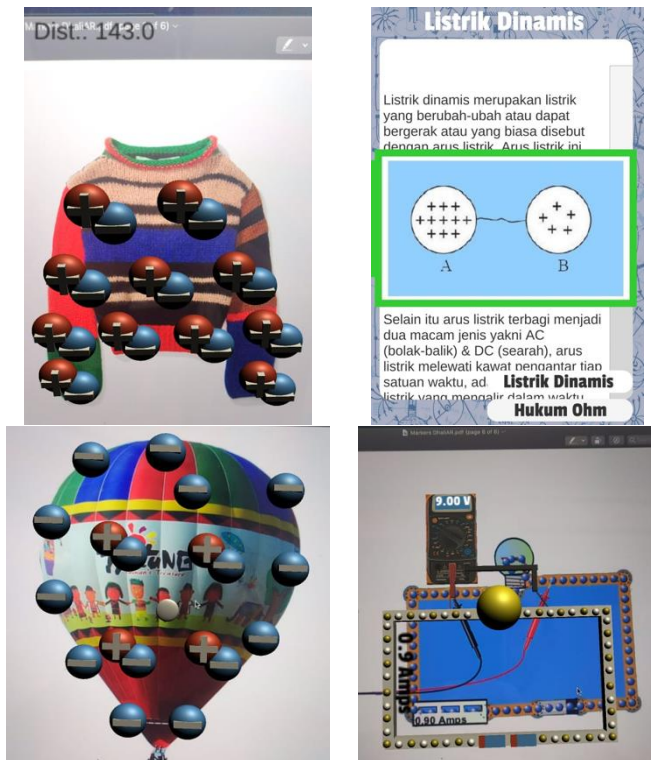 Dist.: 143.0
Listrik Dinamis
Listrik dinamis merupakan listrik
yang berubah-ubah atau dapat
bergerak atau yang biasa disebut
dengan arus listrik. Arus listrik ini
A
B
Selain itu arus listrik terbagi menjadi
dua macam jenis yakni AC
(bolak-balik) & DC (searah), arus
listrik melewati kawat pengantar tiap
satuan waktu,
Listrik Dinamis
listrik yang mengalir dalam waktu
Hukum Ohm
9.00 V
0.9 Amps
0.90 Amps